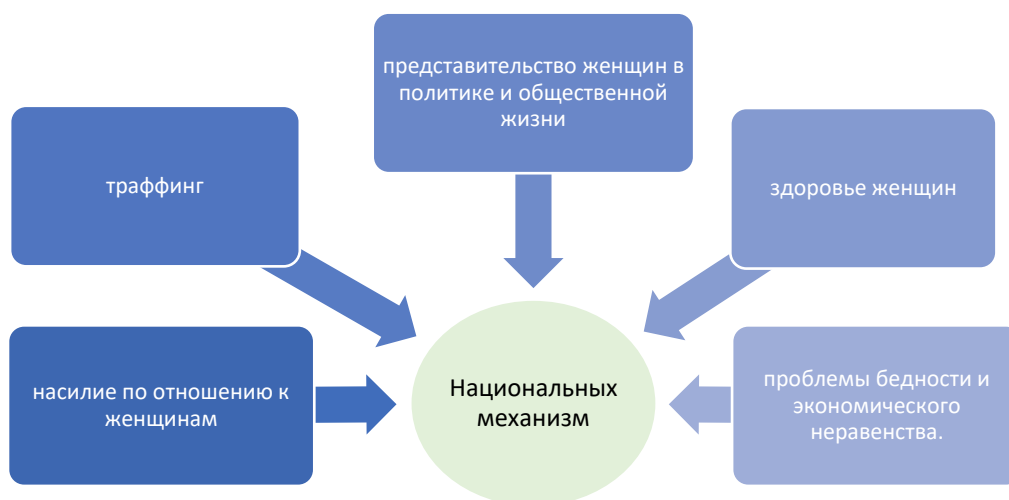 представительство женщин в
политике и общественной
жизни
траффинг
здоровье женщин
насилие по отношению к
женщинам
Национальных
механизм
проблемы бедности и
экономического
неравенства.